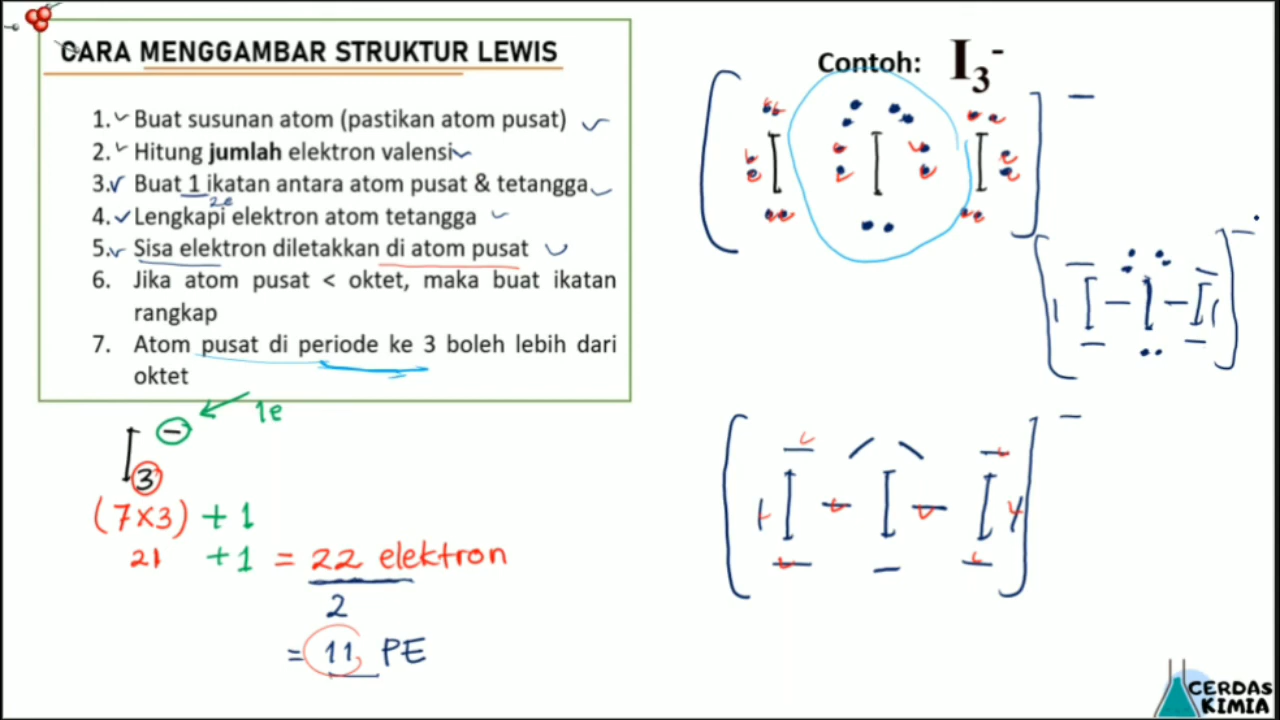 CARA MENGGAMBAR STRUKTUR LEWIS
1. Buat susunan atom (pastikan atom pusat)
2. Hitung jumlah elektron valensi
3. Buat 1 ikatan antara atom pusat & tetangga
2e
4. Lengkapi elektron atom tetangga
5. Sisa elektron diletakkan di atom pusat
6. Jika atom pusat < oktet, maka buat ikatan
rangkap
7. Atom pusat di periode ke 3 boleh lebih dari
oktet
Contoh: I3-
[I I I]-
[I-I-I]-
I3- 1e
(7x3) +1
21 +1 = 22 elektron
2
= 11 PE
[I-I-I]-
CERDAS
KIMIA